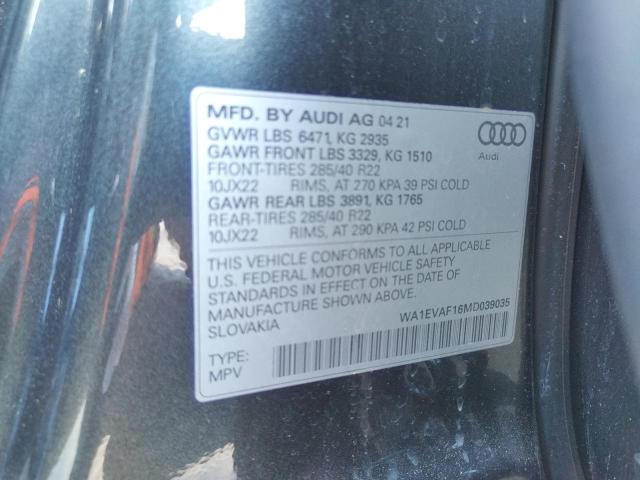 MFD. BY AUDI AG 04 21
GVWR LBS 6471, KG 2935
GAWR FRONT LBS 3329, KG 1510
FRONT-TIRES 285/40 R22
10JX22 RIMS, AT 270 KPA 39 PSI COLD
GAWR REAR LBS 3891, KG 1765
REAR-TIRES 285/40 R22
10JX22 RIMS, AT 290 KPA 42 PSI COLD
Audi
THIS VEHICLE CONFORMS TO ALL APPLICABLE
U.S. FEDERAL MOTOR VEHICLE SAFETY
STANDARDS IN EFFECT ON THE DATE OF
MANUFACTURE SHOWN ABOVE.
SLOVAKIA
WA1EVAF16MD039035
TYPE:
MPV